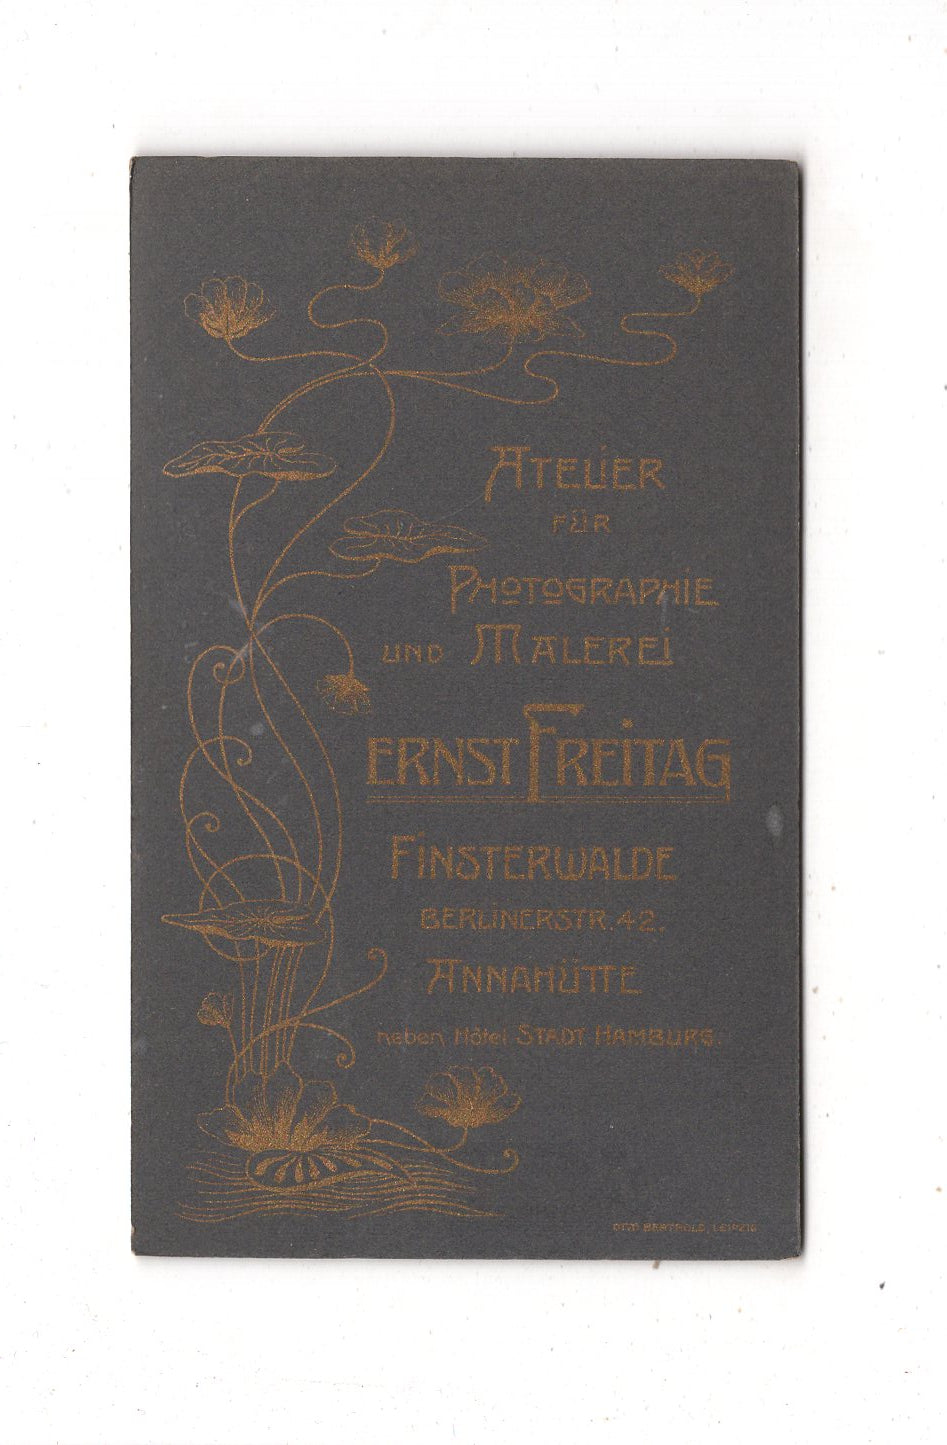 ATELIER
FÜR
PHOTOGRAPHIE
UND MALEREI
ERNST FREITAG
FINSTERWALDE
BERLINERSTR. 42.
ANNAHÜTTE
neben Hôtel STADT HAMBURG.
OTTO BERTHOLD, LEIPZIG